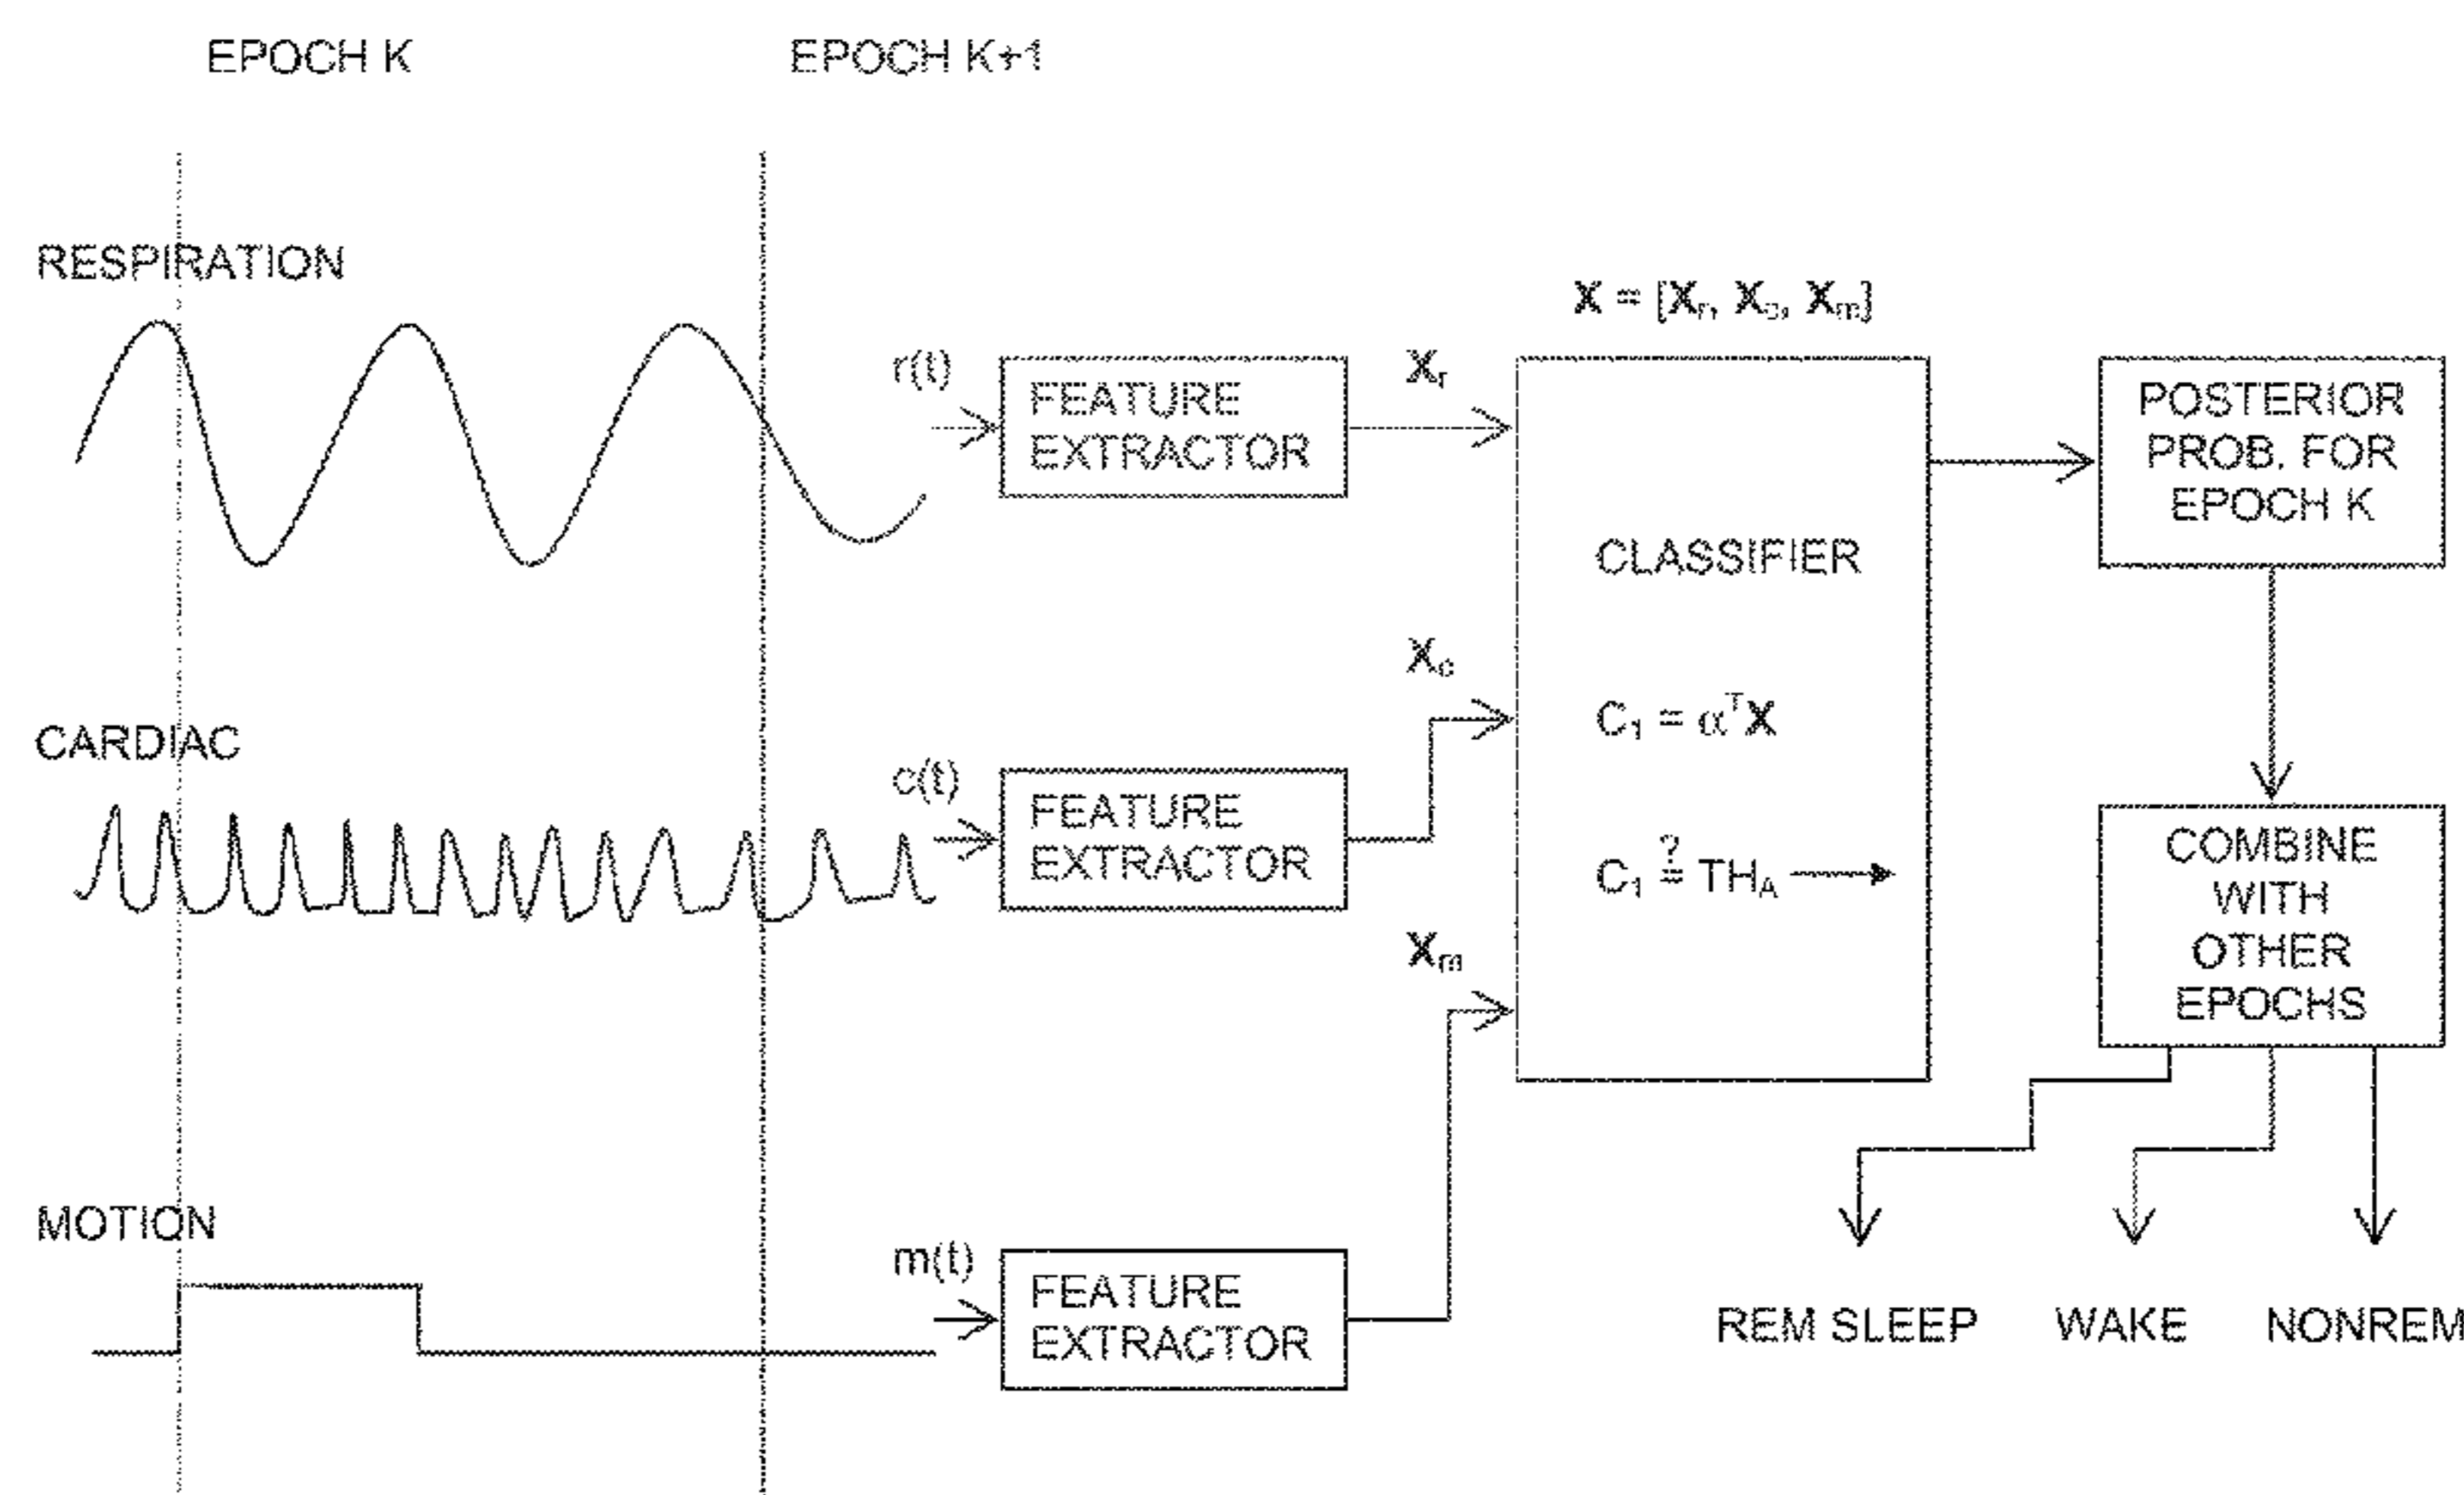 EPOCH K
EPOCH K+1
RESPIRATION
r(t)
FEATURE
EXTRACTOR
Xr
X = [Xr, Xc, Xm]
CLASSIFIER
C1 = αᵀX
C1 ≟ THA
POSTERIOR
PROB. FOR
EPOCH K
CARDIAC
c(t)
FEATURE
EXTRACTOR
Xc
COMBINE
WITH
OTHER
EPOCHS
MOTION
m(t)
FEATURE
EXTRACTOR
Xm
REM SLEEP
WAKE
NONREM